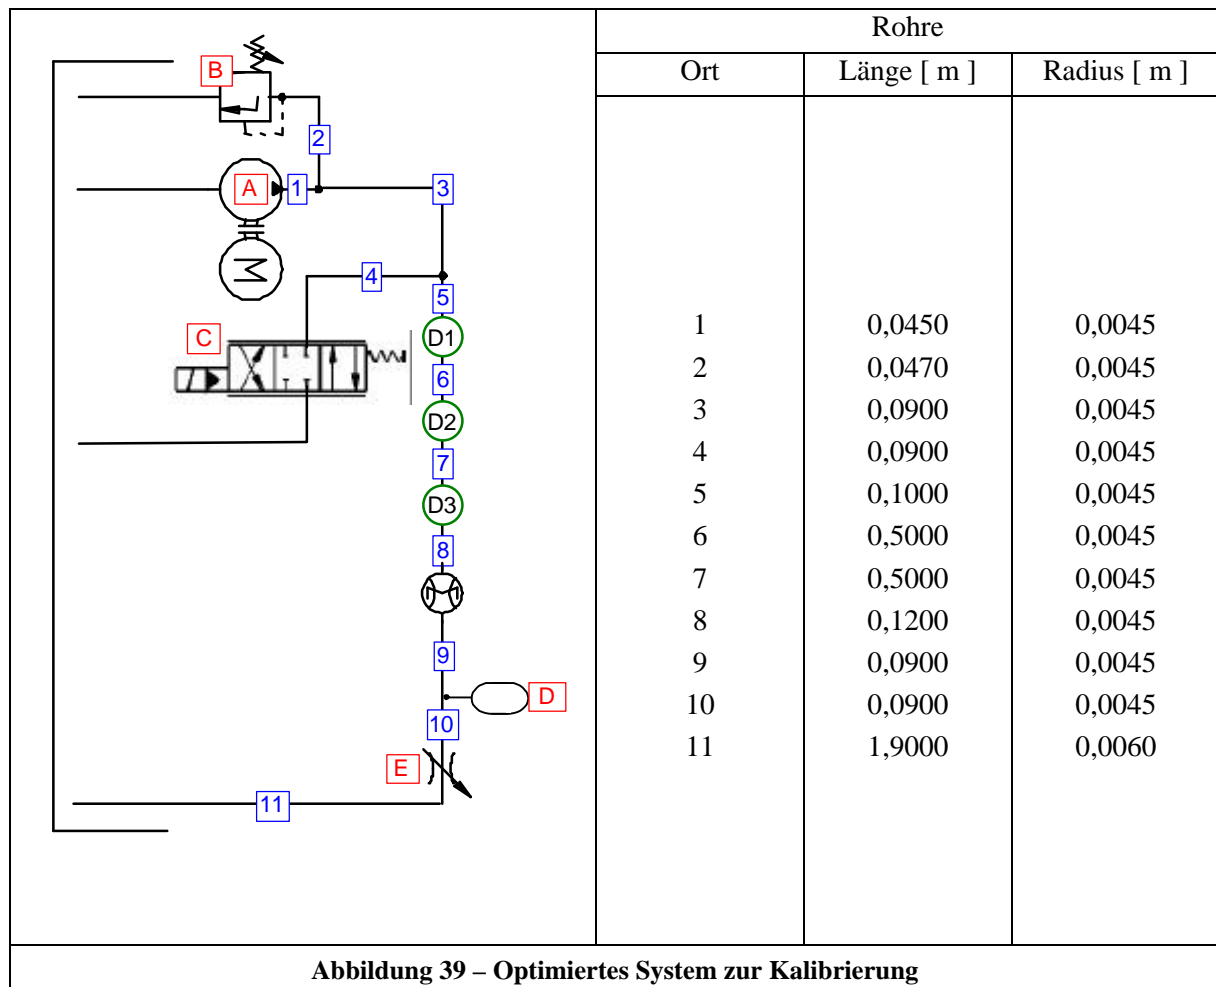 B
2
A
1
3
4
5
C
D1
6
D2
7
D3
8
9
D
10
E
11
M
Rohre
Ort Länge [ m ] Radius [ m ]
1 0,0450 0,0045
2 0,0470 0,0045
3 0,0900 0,0045
4 0,0900 0,0045
5 0,1000 0,0045
6 0,5000 0,0045
7 0,5000 0,0045
8 0,1200 0,0045
9 0,0900 0,0045
10 0,0900 0,0045
11 1,9000 0,0060
Abbildung 39 – Optimiertes System zur Kalibrierung